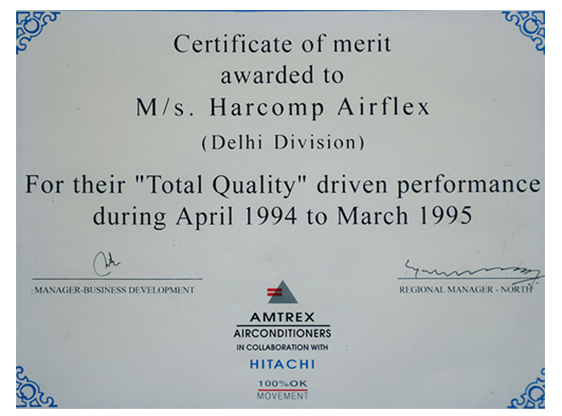 Certificate of merit
awarded to
M/s. Harcomp Airflex
(Delhi Division)
For their "Total Quality" driven performance
during April 1994 to March 1995
MANAGER-BUSINESS DEVELOPMENT
REGIONAL MANAGER - NORTH
AMTREX
AIRCONDITIONERS
IN COLLABORATION WITH
HITACHI
100%OK
MOVEMENT